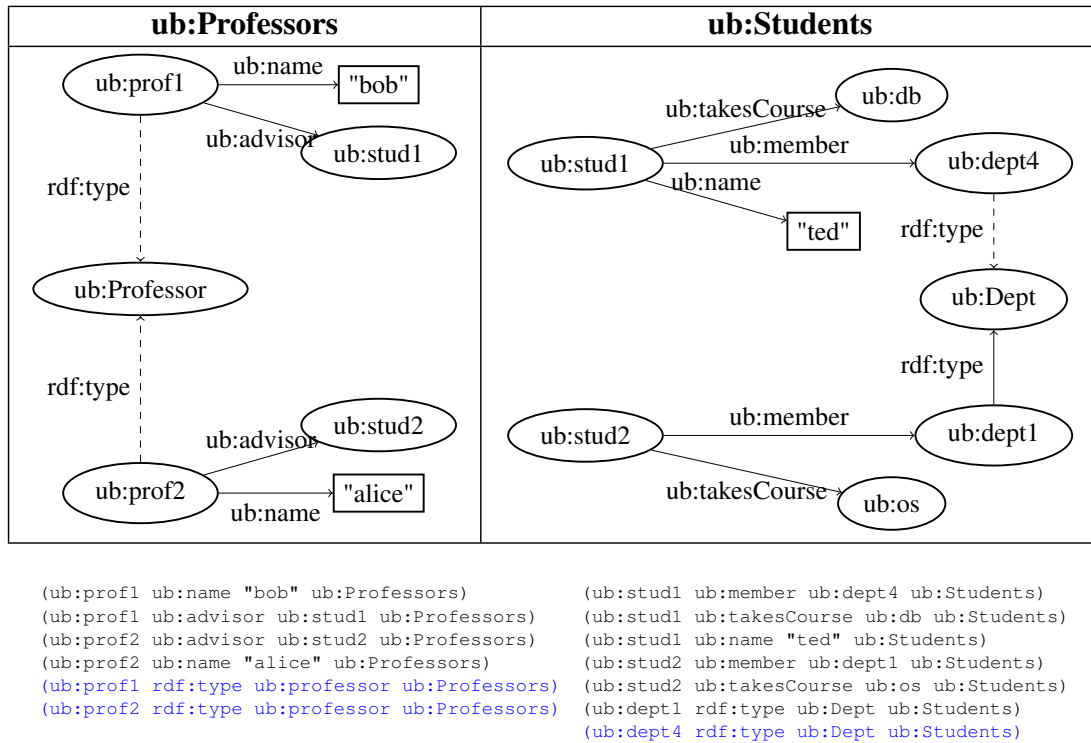 ub:Professors
ub:prof1
ub:name
"bob"
ub:advisor
ub:stud1
rdf:type
ub:Professor
rdf:type
ub:advisor
ub:stud2
ub:prof2
ub:name
"alice"
ub:Students
ub:db
ub:takesCourse
ub:stud1
ub:member
ub:dept4
ub:name
"ted"
rdf:type
ub:Dept
rdf:type
ub:stud2
ub:member
ub:dept1
ub:takesCourse
ub:os
(ub:prof1 ub:name "bob" ub:Professors)
(ub:prof1 ub:advisor ub:stud1 ub:Professors)
(ub:prof2 ub:advisor ub:stud2 ub:Professors)
(ub:prof2 ub:name "alice" ub:Professors)
(ub:prof1 rdf:type ub:professor ub:Professors)
(ub:prof2 rdf:type ub:professor ub:Professors)
(ub:stud1 ub:member ub:dept4 ub:Students)
(ub:stud1 ub:takesCourse ub:db ub:Students)
(ub:stud1 ub:name "ted" ub:Students)
(ub:stud2 ub:member ub:dept1 ub:Students)
(ub:stud2 ub:takesCourse ub:os ub:Students)
(ub:dept1 rdf:type ub:Dept ub:Students)
(ub:dept4 rdf:type ub:Dept ub:Students)